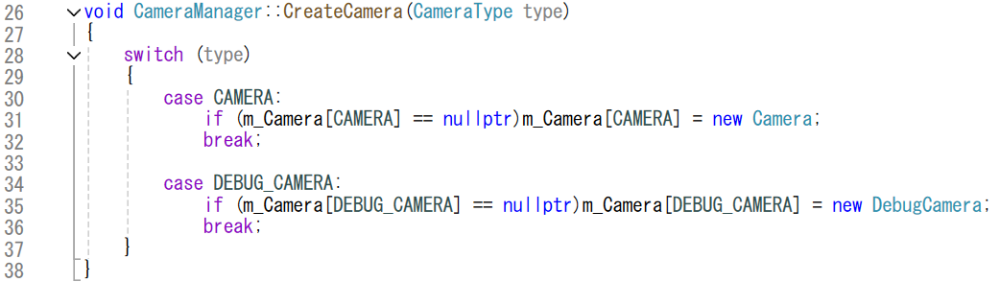 26 void CameraManager::CreateCamera(CameraType type)
27 {
28     switch (type)
29     {
30         case CAMERA:
31             if (m_Camera[CAMERA] == nullptr)m_Camera[CAMERA] = new Camera;
32             break;
33
34         case DEBUG_CAMERA:
35             if (m_Camera[DEBUG_CAMERA] == nullptr)m_Camera[DEBUG_CAMERA] = new DebugCamera;
36             break;
37     }
38 }